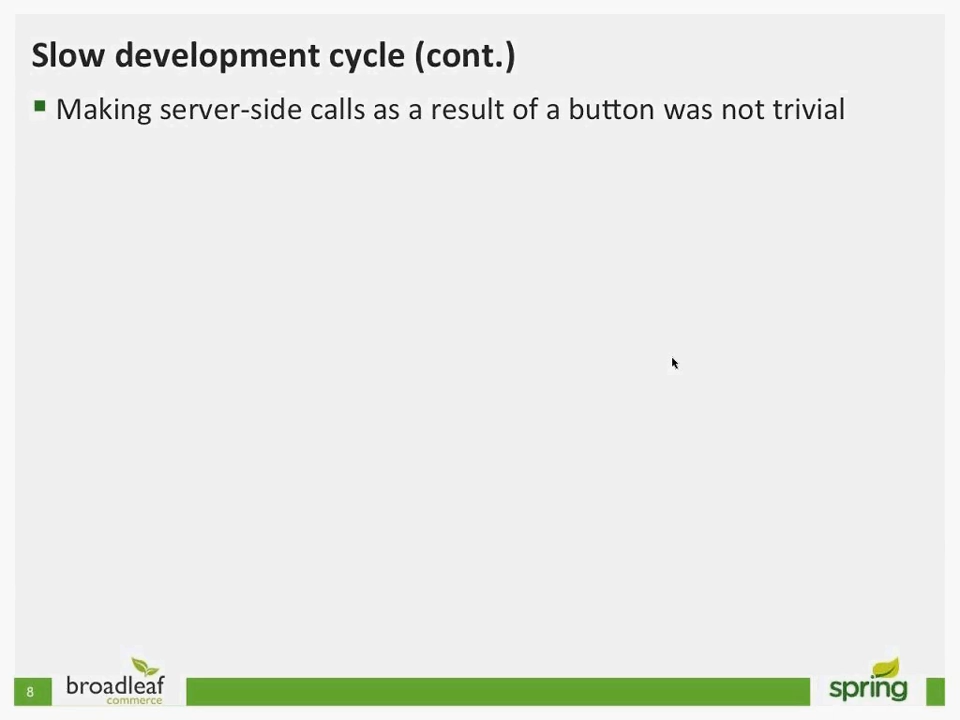 Slow development cycle (cont.)
Making server-side calls as a result of a button was not trivial
8
broadleaf
commerce
spring